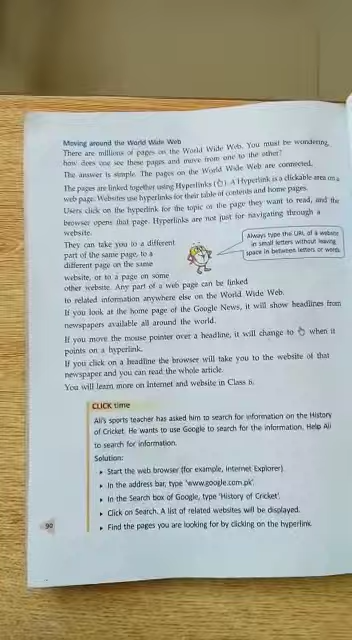 Moving around the World Wide Web
There are millions of pages on the World Wide Web. You must be wondering,
how does one see these pages and move from one to the other?
The answer is simple. The pages on the World Wide Web are connected.
The pages are linked together using Hyperlinks (). A Hyperlink is a clickable area on a
web page. Websites use hyperlinks for their table of contents and home pages.
Users click on the hyperlink for the topic or the page they want to read, and the
browser opens that page. Hyperlinks are not just for navigating through a
website.
They can take you to a different
part of the same page, to a
different page on the same
website, or to a page on some
other website. Any part of a web page can be linked
to related information anywhere else on the World Wide Web.
Always type the URL of a website
in small letters without leaving
space in between letters or words.
If you look at the home page of the Google News, it will show headlines from
newspapers available all around the world.
If you move the mouse pointer over a headline, it will change to when it
points on a hyperlink.
If you click on a headline the browser will take you to the website of that
newspaper and you can read the whole article.
You will learn more on Internet and website in Class 6.
CLICK time
Ali's sports teacher has asked him to search for information on the History
of Cricket. He wants to use Google to search for the information. Help Ali
to search for information.
Solution:
• Start the web browser (for example, Internet Explorer).
• In the address bar, type 'www.google.com.pk'.
• In the Search box of Google, type 'History of Cricket'.
• Click on Search. A list of related websites will be displayed.
• Find the pages you are looking for by clicking on the hyperlink.